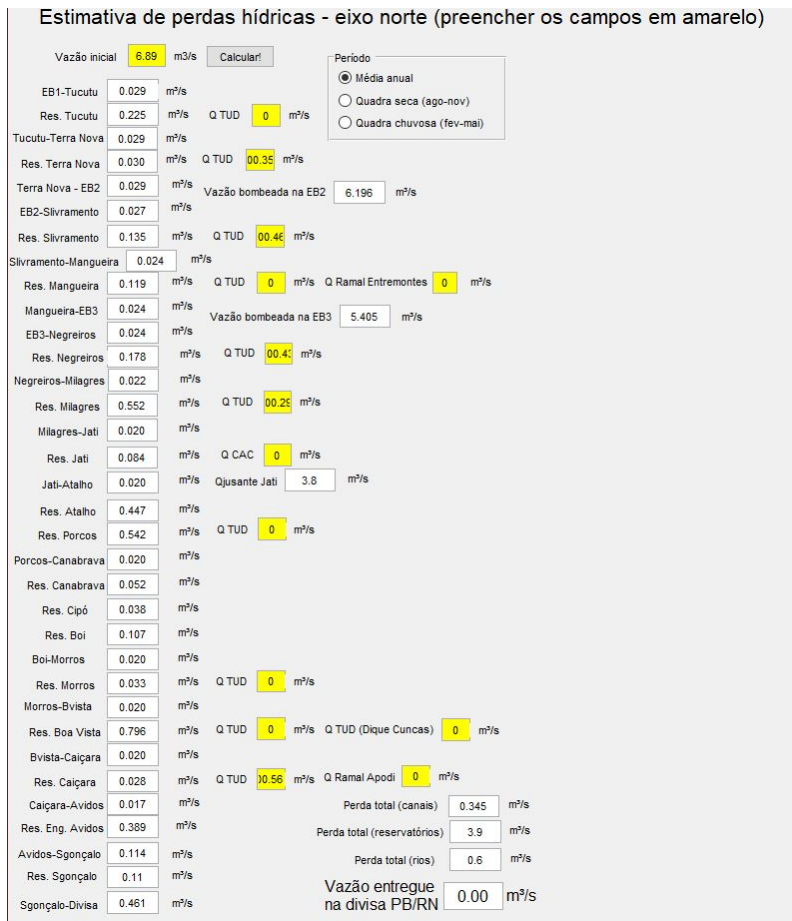 Estimativa de perdas hídricas - eixo norte (preencher os campos em amarelo)
Vazão inicial 6.89 m3/s Calcular!
Período
Média anual
Quadra seca (ago-nov)
Quadra chuvosa (fev-mai)
EB1-Tucutu 0.029 m³/s
Res. Tucutu 0.225 m³/s Q TUD 0 m³/s
Tucutu-Terra Nova 0.029 m³/s
Res. Terra Nova 0.030 m³/s Q TUD 00.35 m³/s
Terra Nova - EB2 0.029 m³/s Vazão bombeada na EB2 6.196 m³/s
EB2-Slivramento 0.027 m³/s
Res. Slivramento 0.135 m³/s Q TUD 00.46 m³/s
Slivramento-Mangueira 0.024 m³/s
Res. Mangueira 0.119 m³/s Q TUD 0 m³/s Q Ramal Entremontes 0 m³/s
Mangueira-EB3 0.024 m³/s Vazão bombeada na EB3 5.405 m³/s
EB3-Negreiros 0.024 m³/s
Res. Negreiros 0.178 m³/s Q TUD m³/s
Negreiros-Milagres 0.022 m³/s
Res. Milagres 0.552 m³/s Q TUD 00.29 m³/s
Milagres-Jati 0.020 m³/s
Res. Jati 0.084 m³/s Q CAC 0 m³/s
Jati-Atalho 0.020 m³/s Qjusante Jati 3.8 m³/s
Res. Atalho 0.447 m³/s
Res. Porcos 0.542 m³/s Q TUD 0 m³/s
Porcos-Canabrava 0.020 m³/s
Res. Canabrava 0.052 m³/s
Res. Cipó 0.038 m³/s
Res. Boi 0.107 m³/s
Boi-Morros 0.020 m³/s
Res. Morros 0.033 m³/s Q TUD 0 m³/s
Morros-Bvista 0.020 m³/s
Res. Boa Vista 0.796 m³/s Q TUD 0 m³/s Q TUD (Dique Cuncas) 0 m³/s
Bvista-Caiçara 0.020 m³/s
Res. Caiçara 0.028 m³/s Q TUD 0.56 m³/s Q Ramal Apodi 0 m³/s
Caiçara-Avidos 0.017 m³/s Perda total (canais) 0.345 m³/s
Res. Eng. Avidos 0.389 m³/s Perda total (reservatórios) 3.9 m³/s
Avidos-Sgonçalo 0.114 m³/s Perda total (rios) 0.6 m³/s
Res. Sgonçalo 0.11 m³/s
Sgonçalo-Divisa 0.461 m³/s
Vazão entregue
na divisa PB/RN 0.00 m³/s